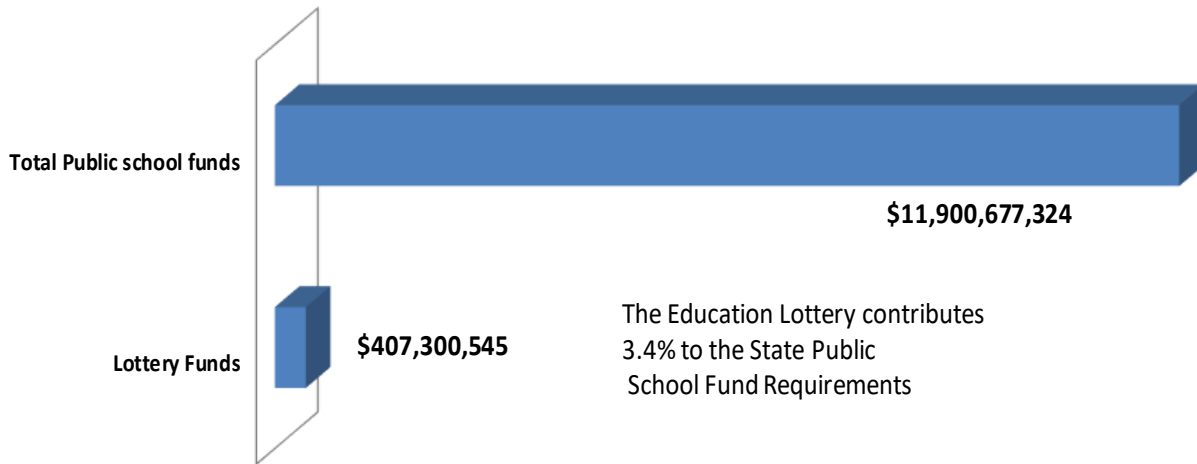 Total Public school funds
$11,900,677,324
Lottery Funds
$407,300,545
The Education Lottery contributes
3.4% to the State Public
School Fund Requirements